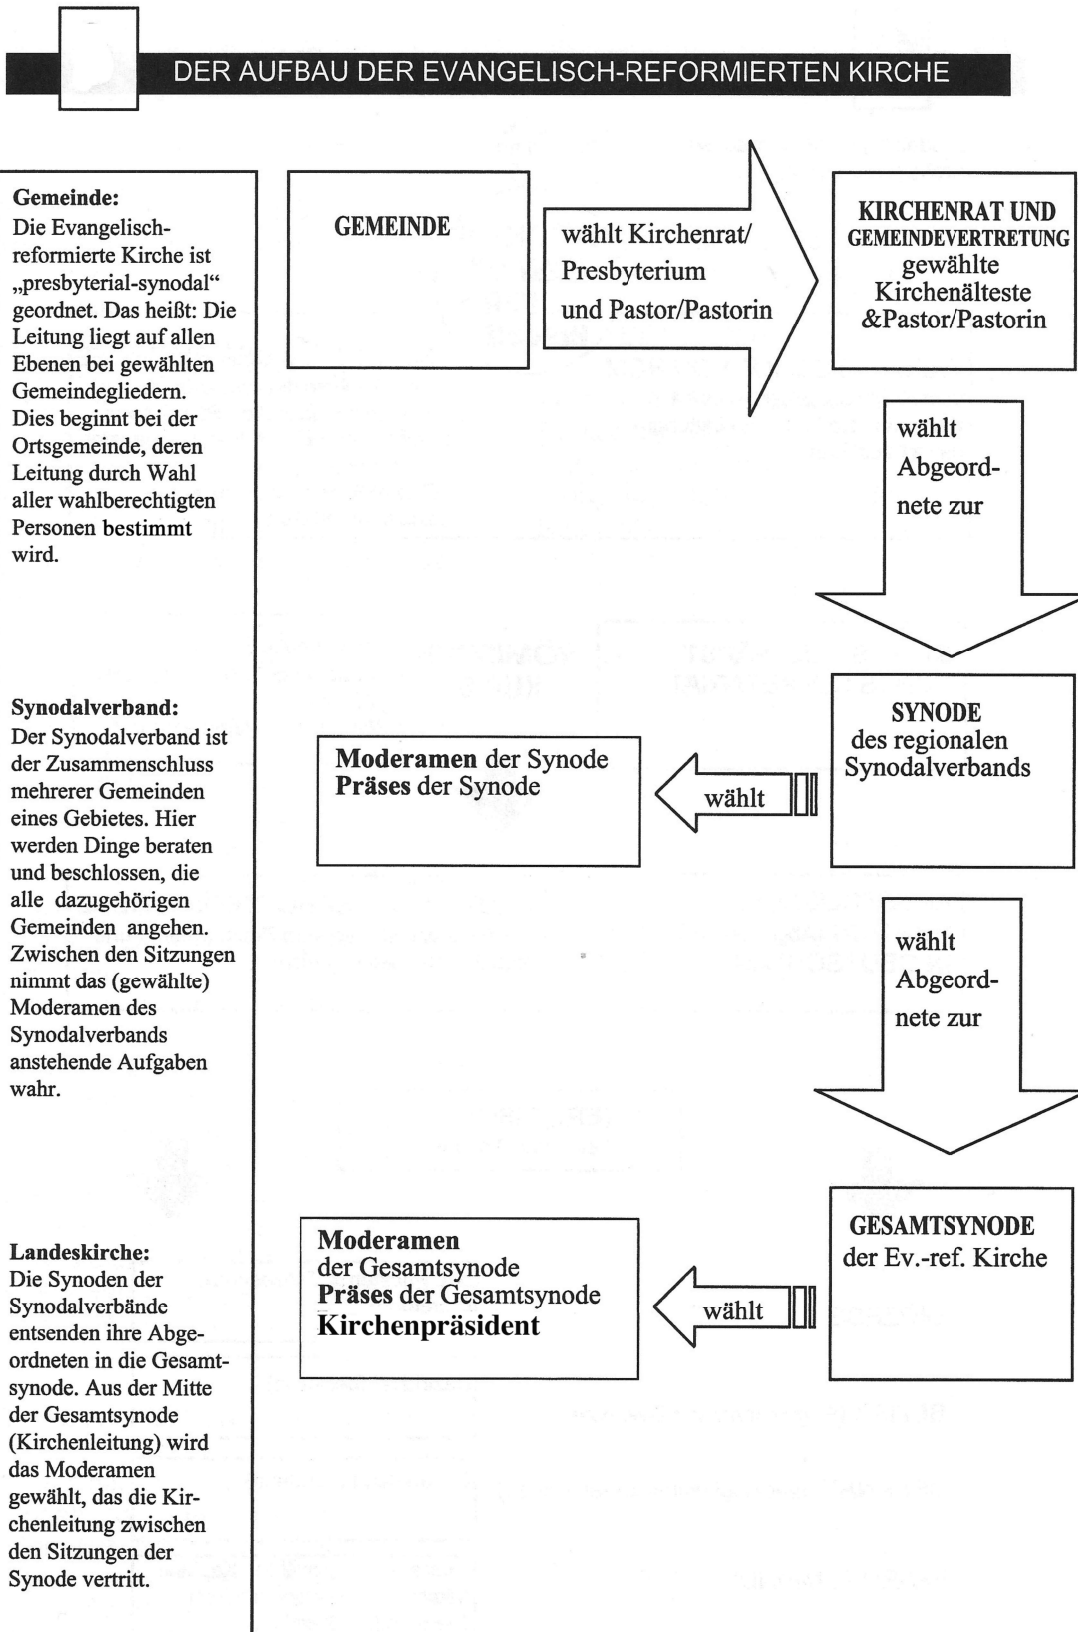 DER AUFBAU DER EVANGELISCH-REFORMIERTEN KIRCHE
Gemeinde:
Die Evangelisch-
reformierte Kirche ist
„presbyterial-synodal“
geordnet. Das heißt: Die
Leitung liegt auf allen
Ebenen bei gewählten
Gemeindegliedern.
Dies beginnt bei der
Ortsgemeinde, deren
Leitung durch Wahl
aller wahlberechtigten
Personen bestimmt
wird.
GEMEINDE
wählt Kirchenrat/
Presbyterium
und Pastor/Pastorin
KIRCHENRAT UND
GEMEINDEVERTRETUNG
gewählte
Kirchenälteste
&Pastor/Pastorin
wählt
Abgeord-
nete zur
Synodalverband:
Der Synodalverband ist
der Zusammenschluss
mehrerer Gemeinden
eines Gebietes. Hier
werden Dinge beraten
und beschlossen, die
alle dazugehörigen
Gemeinden angehen.
Zwischen den Sitzungen
nimmt das (gewählte)
Moderamen des
Synodalverbands
anstehende Aufgaben
wahr.
SYNODE
des regionalen
Synodalverbands
wählt
Moderamen der Synode
Präses der Synode
wählt
Abgeord-
nete zur
Landeskirche:
Die Synoden der
Synodalverbände
entsenden ihre Abge-
ordneten in die Gesamt-
synode. Aus der Mitte
der Gesamtsynode
(Kirchenleitung) wird
das Moderamen
gewählt, das die Kir-
chenleitung zwischen
den Sitzungen der
Synode vertritt.
GESAMTSYNODE
der Ev.-ref. Kirche
wählt
Moderamen
der Gesamtsynode
Präses der Gesamtsynode
Kirchenpräsident